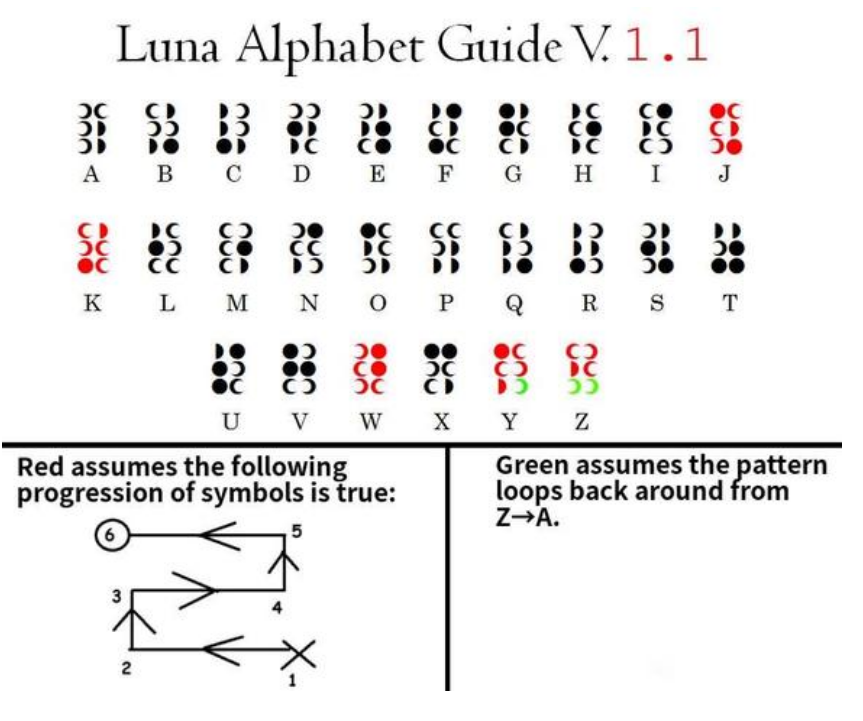 Luna Alphabet Guide V. 1.1
A B C D E F G H I J
K L M N O P Q R S T
U V W X Y Z
Red assumes the following
progression of symbols is true:
Green assumes the pattern
loops back around from
Z→A.
6 5
3 4
2 1